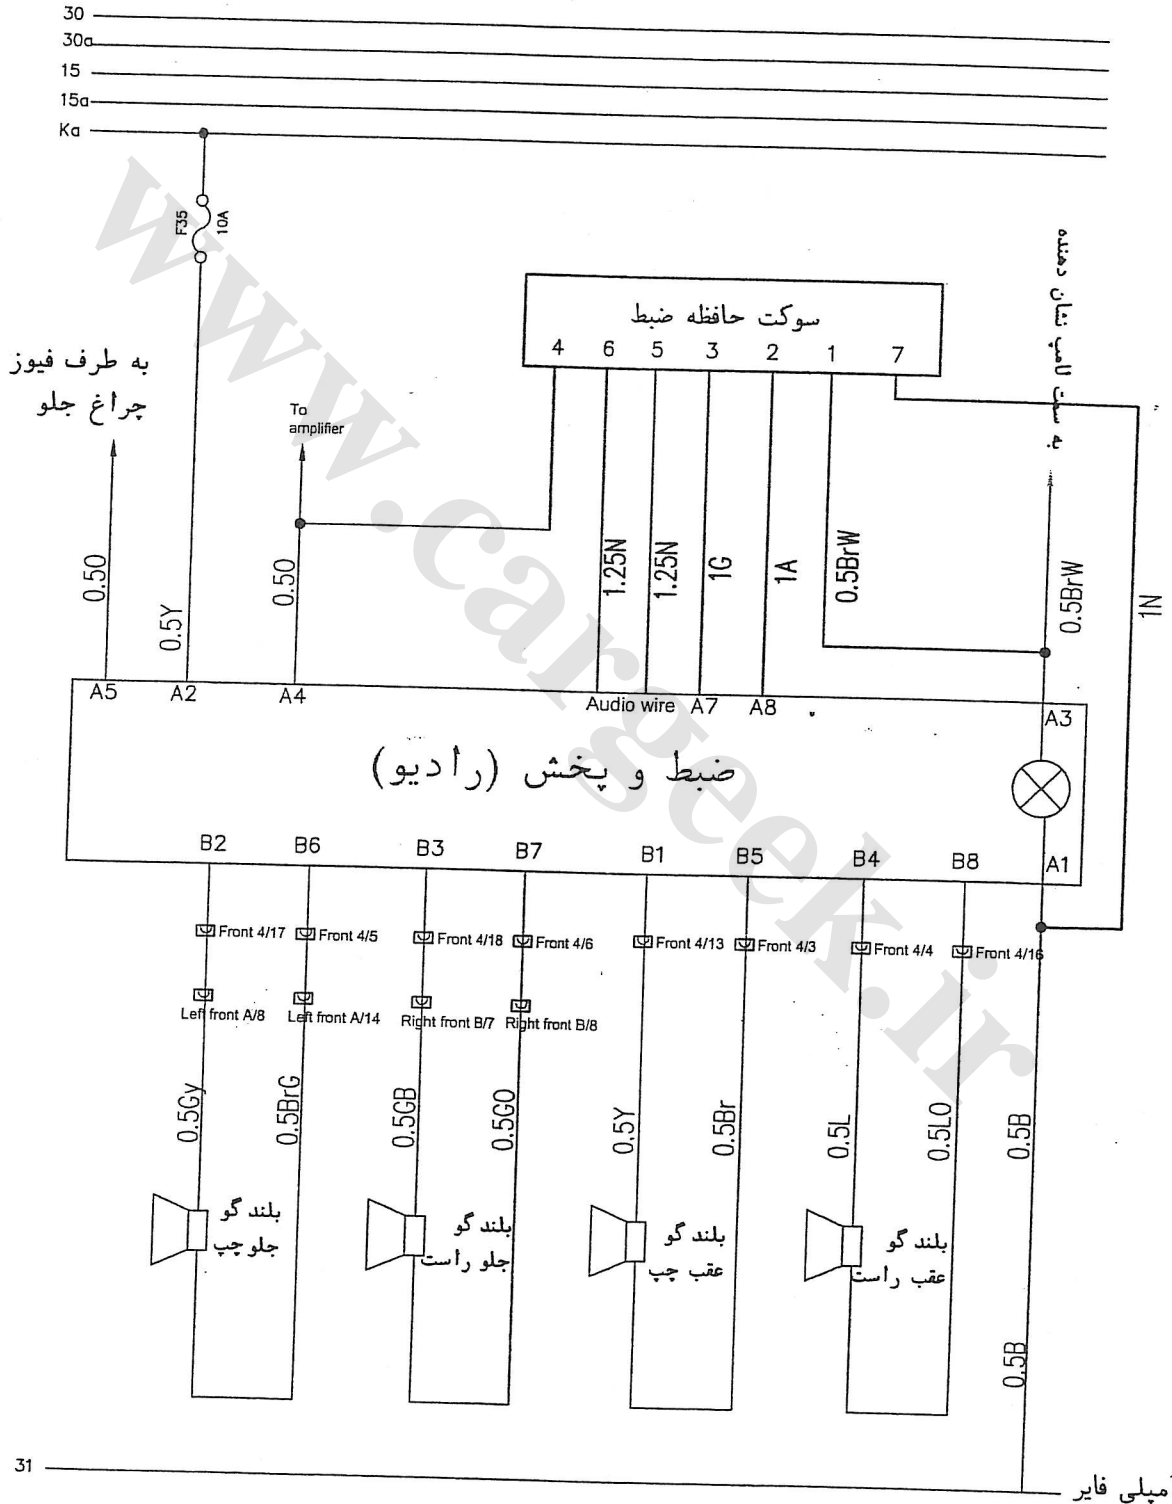 30
30a
15
15a
Ka
F35
10A
به سمت لامپ نشان دهنده
سوکت حافظه ضبط
4 6 5 3 2 1 7
به طرف فیوز
چراغ جلو
To
amplifier
0.5O
0.5Y
0.5O
1.25N
1.25N
1G
1A
0.5BrW
0.5BrW
1N
A5 A2 A4 Audio wire A7 A8 A3
ضبط و پخش (رادیو)
B2 B6 B3 B7 B1 B5 B4 B8 A1
Front 4/17 Front 4/5 Front 4/18 Front 4/6 Front 4/13 Front 4/3 Front 4/4 Front 4/16
Left front A/8 Left front A/14 Right front B/7 Right front B/8
0.5Gy
0.5BrG
0.5GB
0.5GO
0.5Y
0.5Br
0.5L
0.5LO
0.5B
بلند گو
جلو چپ
بلند گو
جلو راست
بلند گو
عقب چپ
بلند گو
عقب راست
0.5B
31
مپلی فایر
www.cargeek.ir